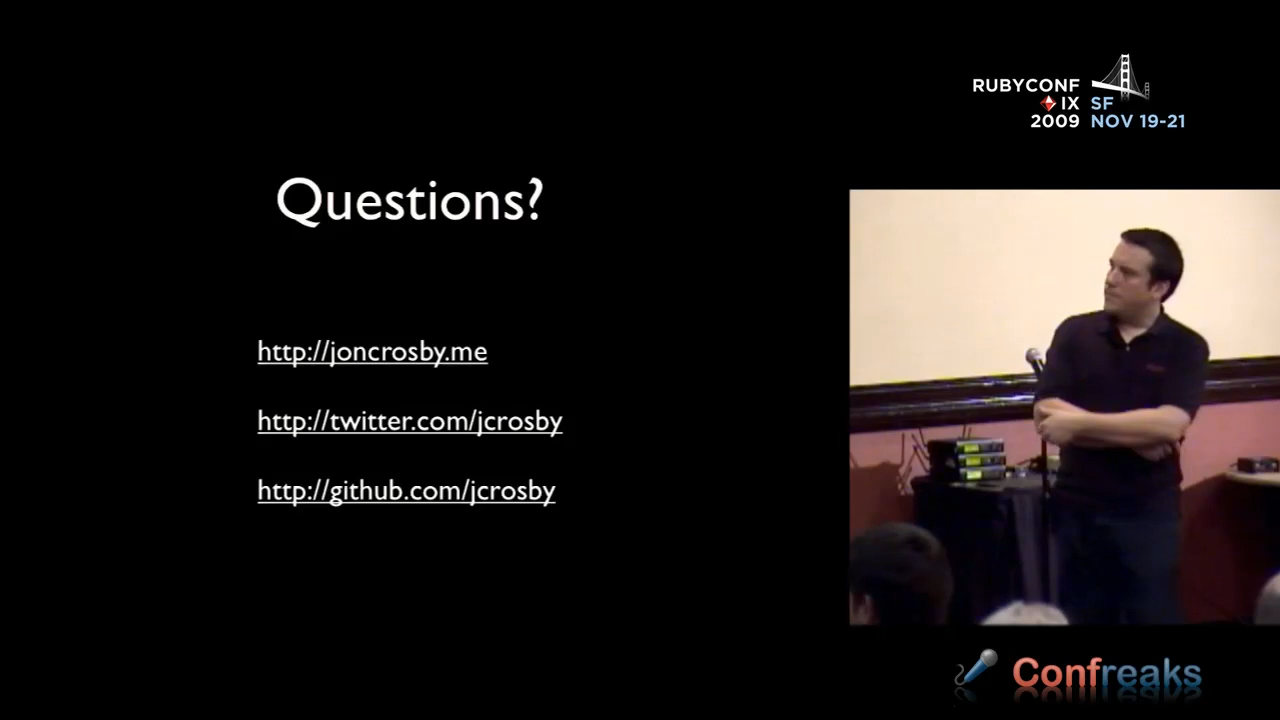 RUBYCONF
IX SF
2009 NOV 19-21
Questions?
http://joncrosby.me
http://twitter.com/jcrosby
http://github.com/jcrosby
Confreaks